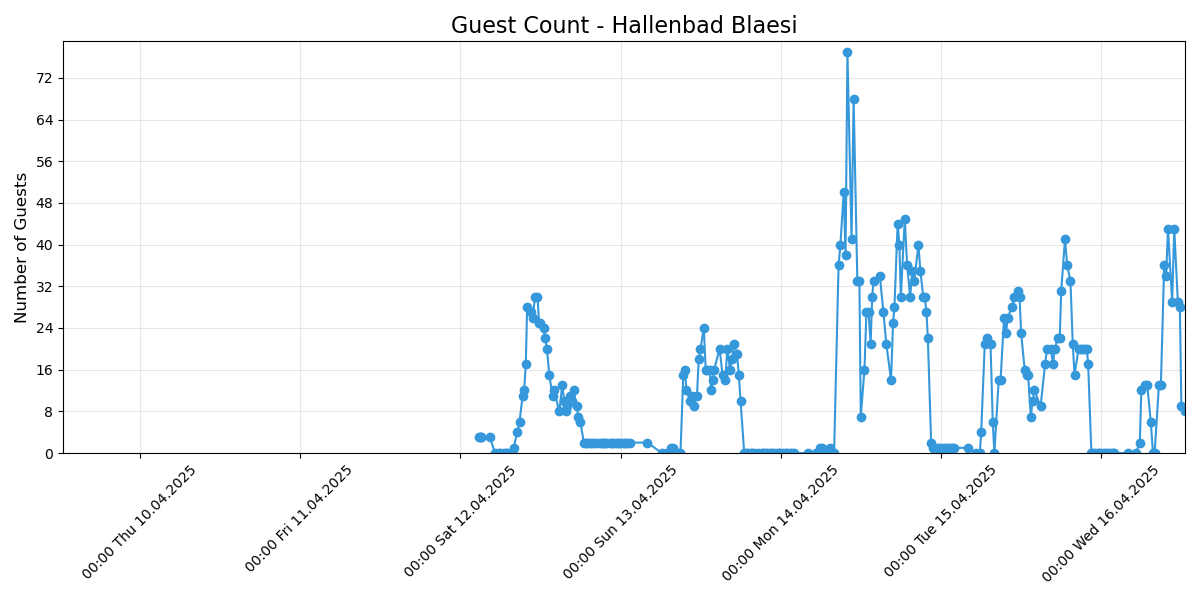 Guest Count - Hallenbad Blaesi
Number of Guests
72
64
56
48
40
32
24
16
8
0
00:00 Thu 10.04.2025
00:00 Fri 11.04.2025
00:00 Sat 12.04.2025
00:00 Sun 13.04.2025
00:00 Mon 14.04.2025
00:00 Tue 15.04.2025
00:00 Wed 16.04.2025